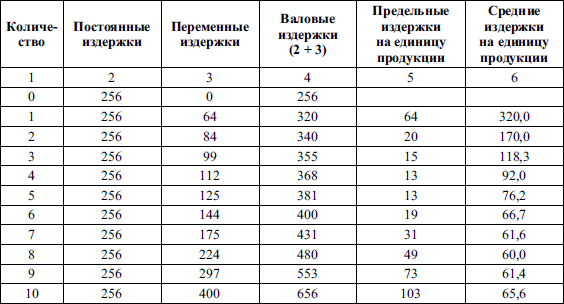 Количе- Постоянные Переменные Валовые Предельные Средние
ство издержки издержки издержки издержки издержки
(2 + 3) на единицу на единицу
продукции продукции
1 2 3 4 5 6
0 256 0 256
1 256 64 320 64 320,0
2 256 84 340 20 170,0
3 256 99 355 15 118,3
4 256 112 368 13 92,0
5 256 125 381 13 76,2
6 256 144 400 19 66,7
7 256 175 431 31 61,6
8 256 224 480 49 60,0
9 256 297 553 73 61,4
10 256 400 656 103 65,6